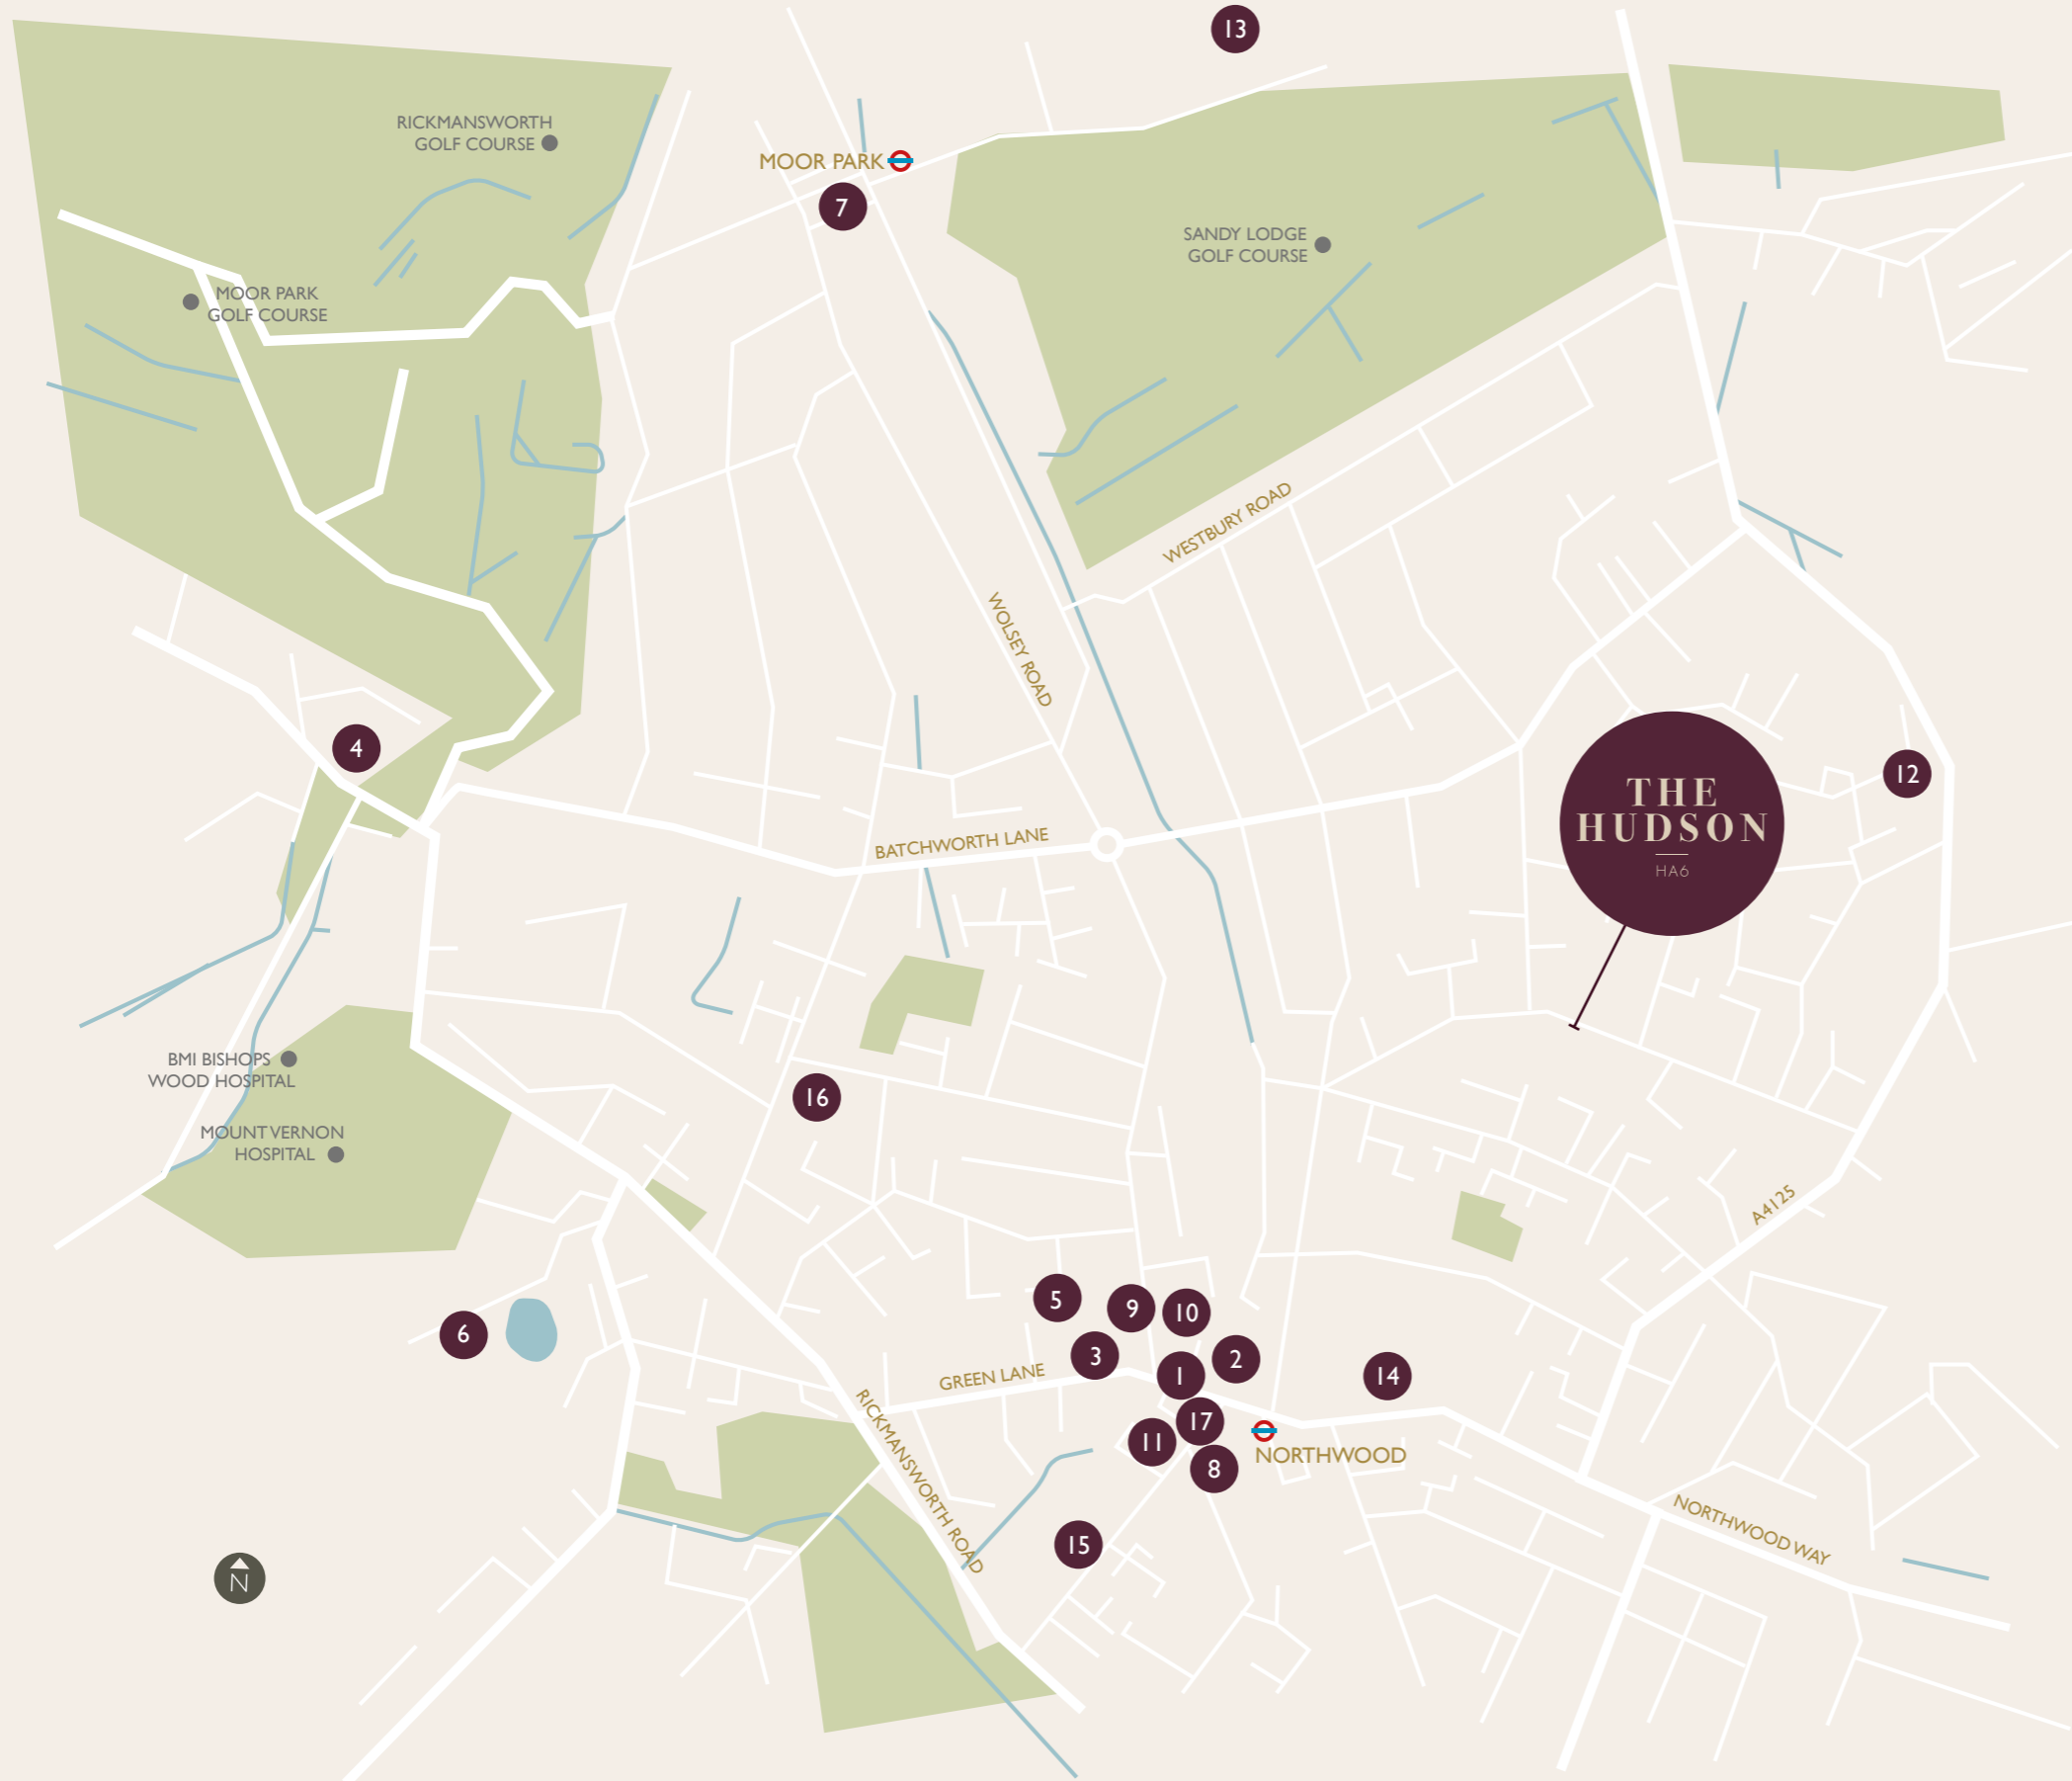 13
RICKMANSWORTH
GOLF COURSE
MOOR PARK
7
SANDY LODGE
GOLF COURSE
MOOR PARK
GOLF COURSE
WESTBURY ROAD
WOLSEY ROAD
4
12
THE
HUDSON
HA6
BATCHWORTH LANE
BMI BISHOPS
WOOD HOSPITAL
16
MOUNT VERNON
HOSPITAL
A4125
5
9
10
6
3
1
2
14
GREEN LANE
17
11
8
NORTHWOOD
RICKMANSWORTH ROAD
NORTHWOOD WAY
15
N